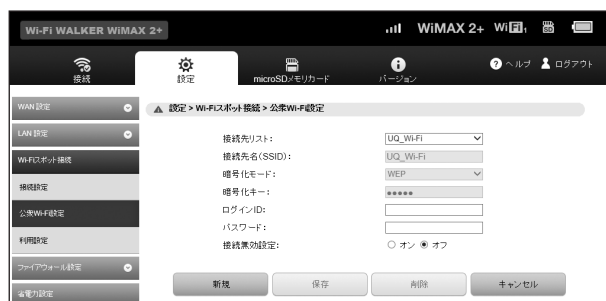 Wi-Fi WALKER WiMAX 2+
WiMAX 2+ WiFi 1
接続
設定
microSDメモリカード
バージョン
ヘルプ
ログアウト
WAN設定
LAN設定
Wi-Fiスポット接続
接続設定
公衆Wi-Fi設定
利用設定
ファイアウォール設定
省電力設定
設定 > Wi-Fiスポット接続 > 公衆Wi-Fi設定
接続先リスト: UQ_Wi-Fi
接続先名(SSID): UQ_Wi-Fi
暗号化モード: WEP
暗号化キー: •••••
ログインID:
パスワード:
接続無効設定: オン オフ
新規 保存 削除 キャンセル